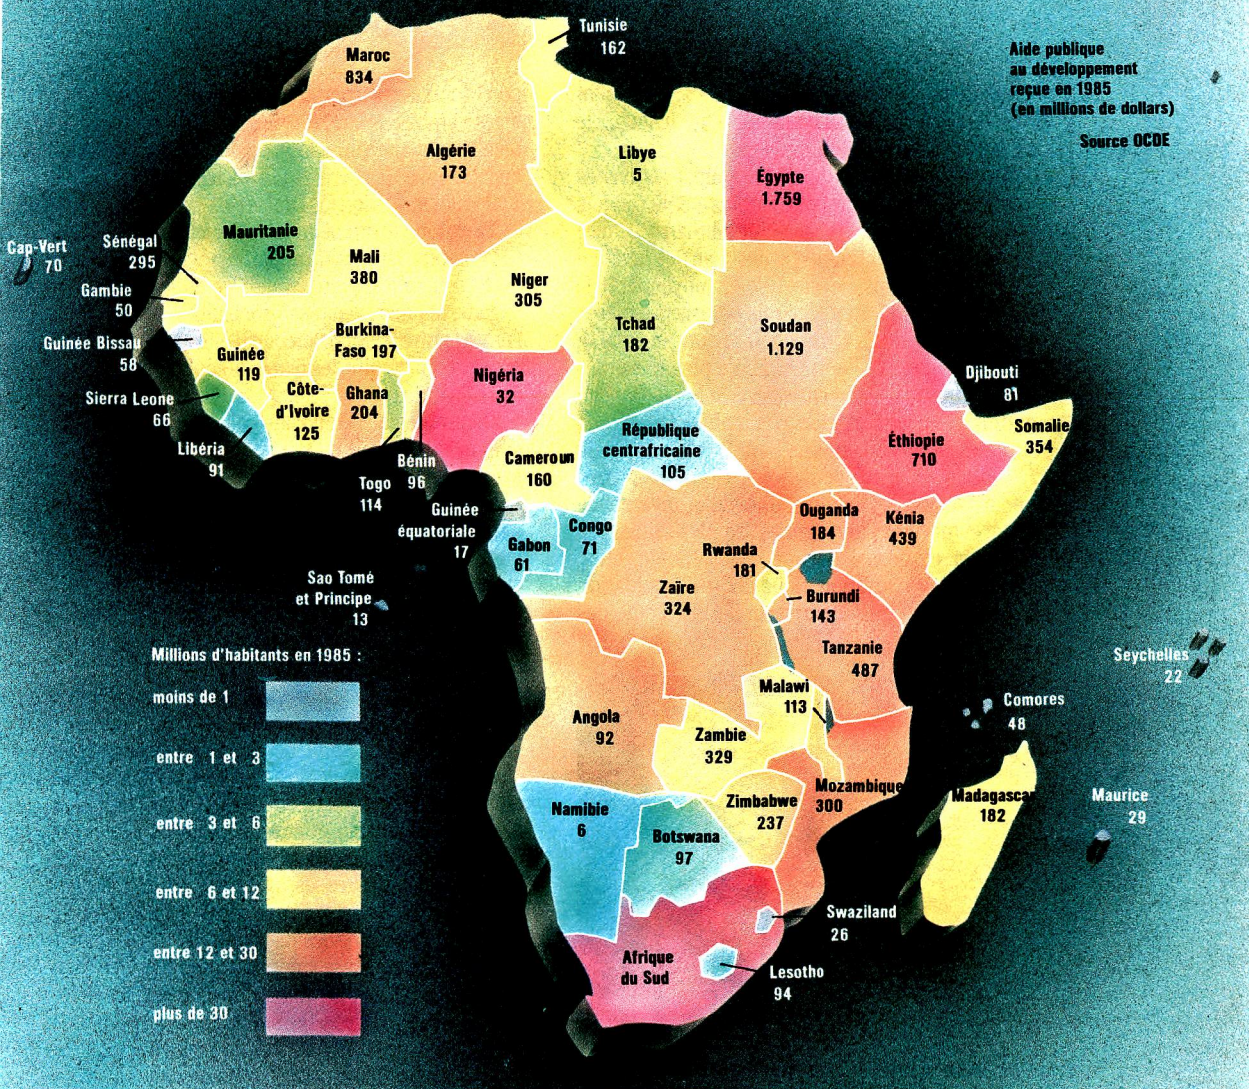 Tunisie
162
Aide publique
au développement
reçue en 1985
(en millions de dollars)
Source OCDE
Maroc
834
Algérie
173
Libye
5
Égypte
1.759
Mauritanie
205
Cap-Vert
70
Sénégal
295
Gambie
50
Mali
380
Niger
305
Tchad
182
Soudan
1.129
Guinée Bissau
58
Guinée
119
Burkina-
Faso 197
Nigéria
32
Djibouti
81
Sierra Leone
66
Côte-
d'Ivoire
125
Ghana
204
Somalie
354
Éthiopie
710
Libéria
91
République
centrafricaine
105
Togo
114
Bénin
96
Cameroun
160
Guinée
équatoriale
17
Gabon
61
Congo
71
Ouganda
184
Kénia
439
Rwanda
181
Burundi
143
Zaïre
324
Sao Tomé
et Principe
13
Tanzanie
487
Seychelles
22
Malawi
113
Comores
48
Angola
92
Zambie
329
Mozambique
300
Madagascar
182
Maurice
29
Namibie
6
Botswana
97
Zimbabwe
237
Swaziland
26
Afrique
du Sud
Lesotho
94
Millions d'habitants en 1985 :
moins de 1
entre 1 et 3
entre 3 et 6
entre 6 et 12
entre 12 et 30
plus de 30